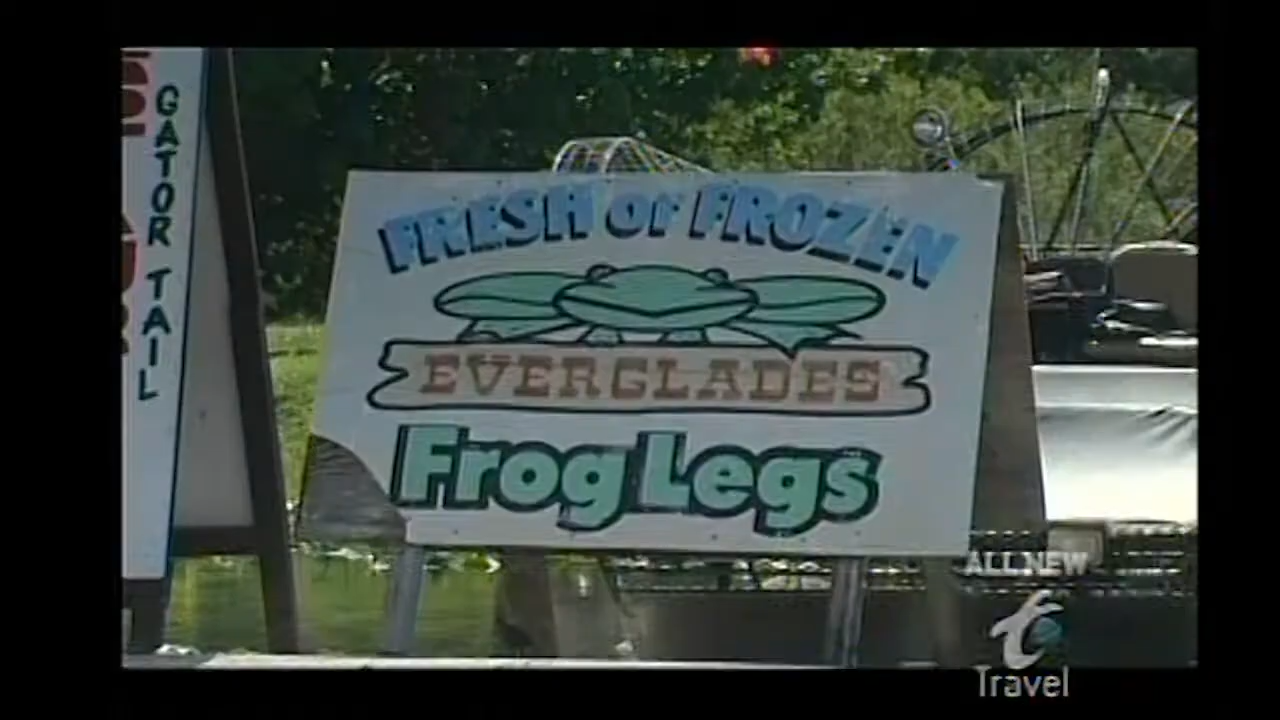 GATOR TAIL
FRESH or FROZEN
EVERGLADES
Frog Legs
ALL NEW
Travel